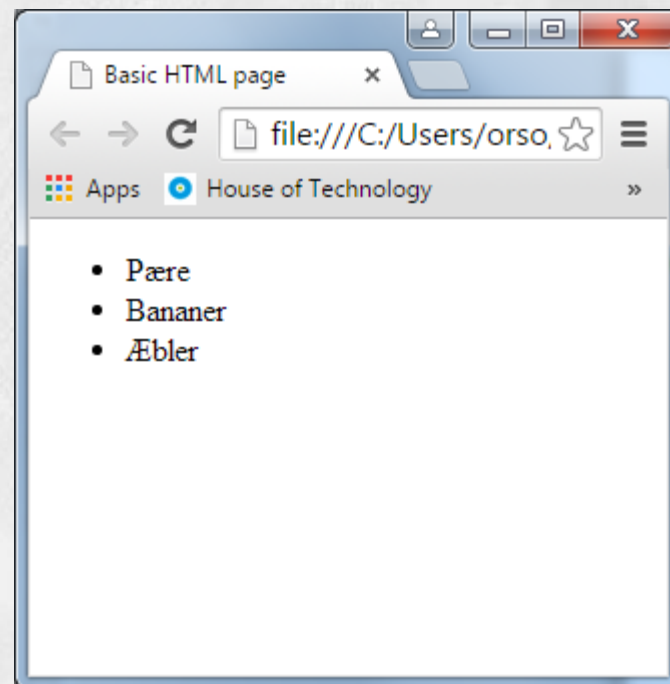 Basic HTML page
file:///C:/Users/orso,
Apps House of Technology »
• Pære
• Bananer
• Æbler